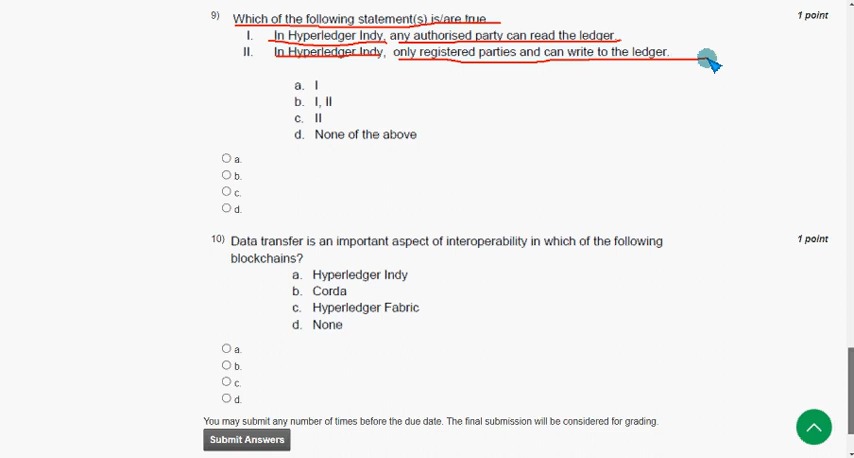 9) Which of the following statement(s) is/are true 1 point
I. In Hyperledger Indy, any authorised party can read the ledger.
II. In Hyperledger Indy, only registered parties and can write to the ledger.
a. I
b. I, II
c. II
d. None of the above
a.
b.
c.
d.
10) Data transfer is an important aspect of interoperability in which of the following 1 point
blockchains?
a. Hyperledger Indy
b. Corda
c. Hyperledger Fabric
d. None
a.
b.
c.
d.
You may submit any number of times before the due date. The final submission will be considered for grading.
Submit Answers